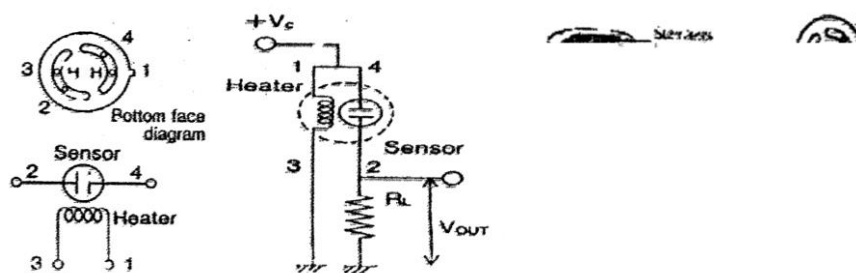 4
3
1
2
H H
Bottom face
diagram
Sensor
2
4
Heater
3
1
+Vc
1
4
Heater
Sensor
3
2
RL
VOUT